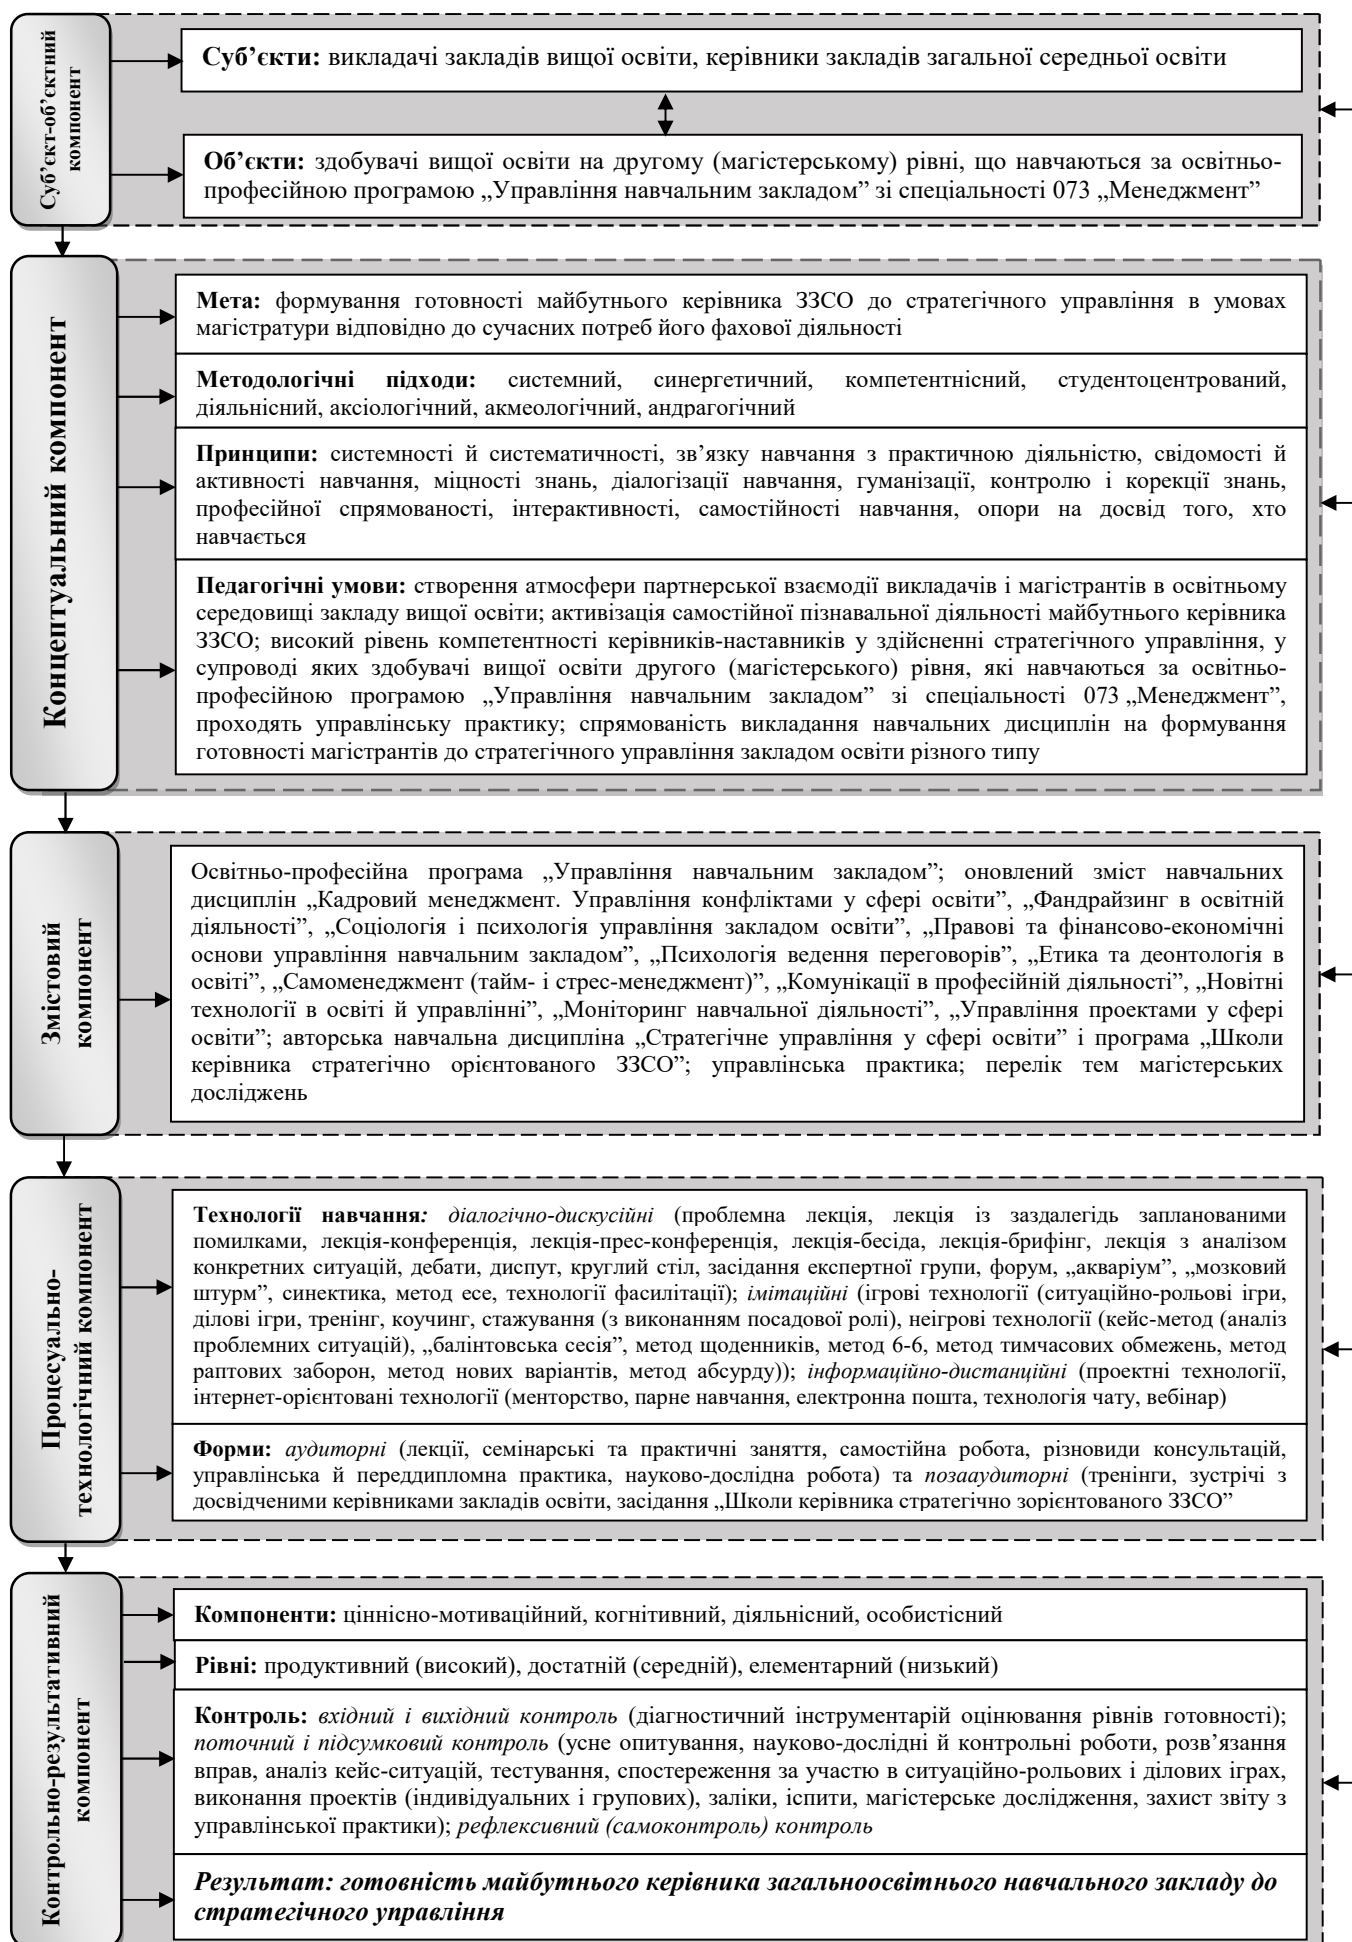 Суб’єкт-об’єктний
компонент
Суб’єкти: викладачі закладів вищої освіти, керівники закладів загальної середньої освіти
Об’єкти: здобувачі вищої освіти на другому (магістерському) рівні, що навчаються за освітньо-
професійною програмою „Управління навчальним закладом” зі спеціальності 073 „Менеджмент”
Концептуальний компонент
Мета: формування готовності майбутнього керівника ЗЗСО до стратегічного управління в умовах
магістратури відповідно до сучасних потреб його фахової діяльності
Методологічні підходи: системний, синергетичний, компетентнісний, студентоцентрований,
діяльнісний, аксіологічний, акмеологічний, андрагогічний
Принципи: системності й систематичності, зв’язку навчання з практичною діяльністю, свідомості й
активності навчання, міцності знань, діалогізації навчання, гуманізації, контролю і корекції знань,
професійної спрямованості, інтерактивності, самостійності навчання, опори на досвід того, хто
навчається
Педагогічні умови: створення атмосфери партнерської взаємодії викладачів і магістрантів в освітньому
середовищі закладу вищої освіти; активізація самостійної пізнавальної діяльності майбутнього керівника
ЗЗСО; високий рівень компетентності керівників-наставників у здійсненні стратегічного управління, у
супроводі яких здобувачі вищої освіти другого (магістерського) рівня, які навчаються за освітньо-
професійною програмою „Управління навчальним закладом” зі спеціальності 073 „Менеджмент”,
проходять управлінську практику; спрямованість викладання навчальних дисциплін на формування
готовності магістрантів до стратегічного управління закладом освіти різного типу
Змістовий
компонент
Освітньо-професійна програма „Управління навчальним закладом”; оновлений зміст навчальних
дисциплін „Кадровий менеджмент. Управління конфліктами у сфері освіти”, „Фандрайзинг в освітній
діяльності”, „Соціологія і психологія управління закладом освіти”, „Правові та фінансово-економічні
основи управління навчальним закладом”, „Психологія ведення переговорів”, „Етика та деонтологія в
освіті”, „Самоменеджмент (тайм- і стрес-менеджмент)”, „Комунікації в професійній діяльності”, „Новітні
технології в освіті й управлінні”, „Моніторинг навчальної діяльності”, „Управління проектами у сфері
освіти”; авторська навчальна дисципліна „Стратегічне управління у сфері освіти” і програма „Школи
керівника стратегічно орієнтованого ЗЗСО”; управлінська практика; перелік тем магістерських
досліджень
Процесуально-
технологічний компонент
Технології навчання: діалогічно-дискусійні (проблемна лекція, лекція із заздалегідь запланованими
помилками, лекція-конференція, лекція-прес-конференція, лекція-бесіда, лекція-брифінг, лекція з аналізом
конкретних ситуацій, дебати, диспут, круглий стіл, засідання експертної групи, форум, „акваріум”, „мозковий
штурм”, синектика, метод есе, технології фасилітації); імітаційні (ігрові технології (ситуаційно-рольові ігри,
ділові ігри, тренінг, коучинг, стажування (з виконанням посадової ролі), неігрові технології (кейс-метод (аналіз
проблемних ситуацій), „балінтовська сесія”, метод щоденників, метод 6-6, метод тимчасових обмежень, метод
раптових заборон, метод нових варіантів, метод абсурду)); інформаційно-дистанційні (проектні технології,
інтернет-орієнтовані технології (менторство, парне навчання, електронна пошта, технологія чату, вебінар)
Форми: аудиторні (лекції, семінарські та практичні заняття, самостійна робота, різновиди консультацій,
управлінська й переддипломна практика, науково-дослідна робота) та позааудиторні (тренінги, зустрічі з
досвідченими керівниками закладів освіти, засідання „Школи керівника стратегічно зорієнтованого ЗЗСО”
Контрольно-результативний
компонент
Компоненти: ціннісно-мотиваційний, когнітивний, діяльнісний, особистісний
Рівні: продуктивний (високий), достатній (середній), елементарний (низький)
Контроль: вхідний і вихідний контроль (діагностичний інструментарій оцінювання рівнів готовності);
поточний і підсумковий контроль (усне опитування, науково-дослідні й контрольні роботи, розв’язання
вправ, аналіз кейс-ситуацій, тестування, спостереження за участю в ситуаційно-рольових і ділових іграх,
виконання проектів (індивідуальних і групових), заліки, іспити, магістерське дослідження, захист звіту з
управлінської практики); рефлексивний (самоконтроль) контроль
Результат: готовність майбутнього керівника загальноосвітнього навчального закладу до
стратегічного управління